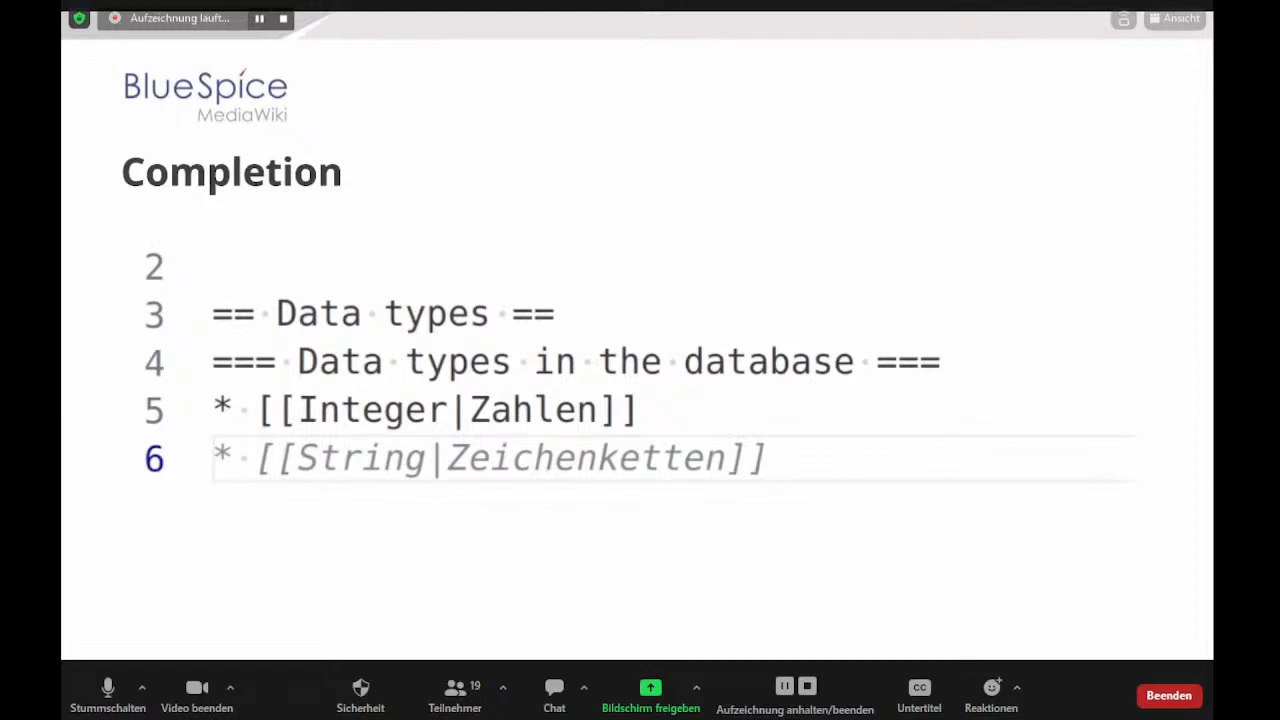 Aufzeichnung läuft...
Ansicht
BlueSpice
MediaWiki
Completion
2
3 == Data types ==
4 === Data types in the database ===
5 * [[Integer|Zahlen]]
6 * [[String|Zeichenketten]]
19
CC
Stummschalten
Video beenden
Sicherheit
Teilnehmer
Chat
Bildschirm freigeben
Aufzeichnung anhalten/beenden
Untertitel
Reaktionen
Beenden